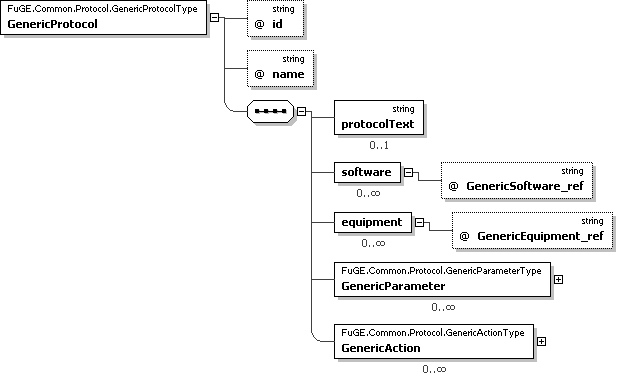 FuGE.Common.Protocol.GenericProtocolType
GenericProtocol
string
@ id
string
@ name
string
protocolText
0..1
software
0..∞
string
@ GenericSoftware_ref
equipment
0..∞
string
@ GenericEquipment_ref
FuGE.Common.Protocol.GenericParameterType
GenericParameter
0..∞
FuGE.Common.Protocol.GenericActionType
GenericAction
0..∞